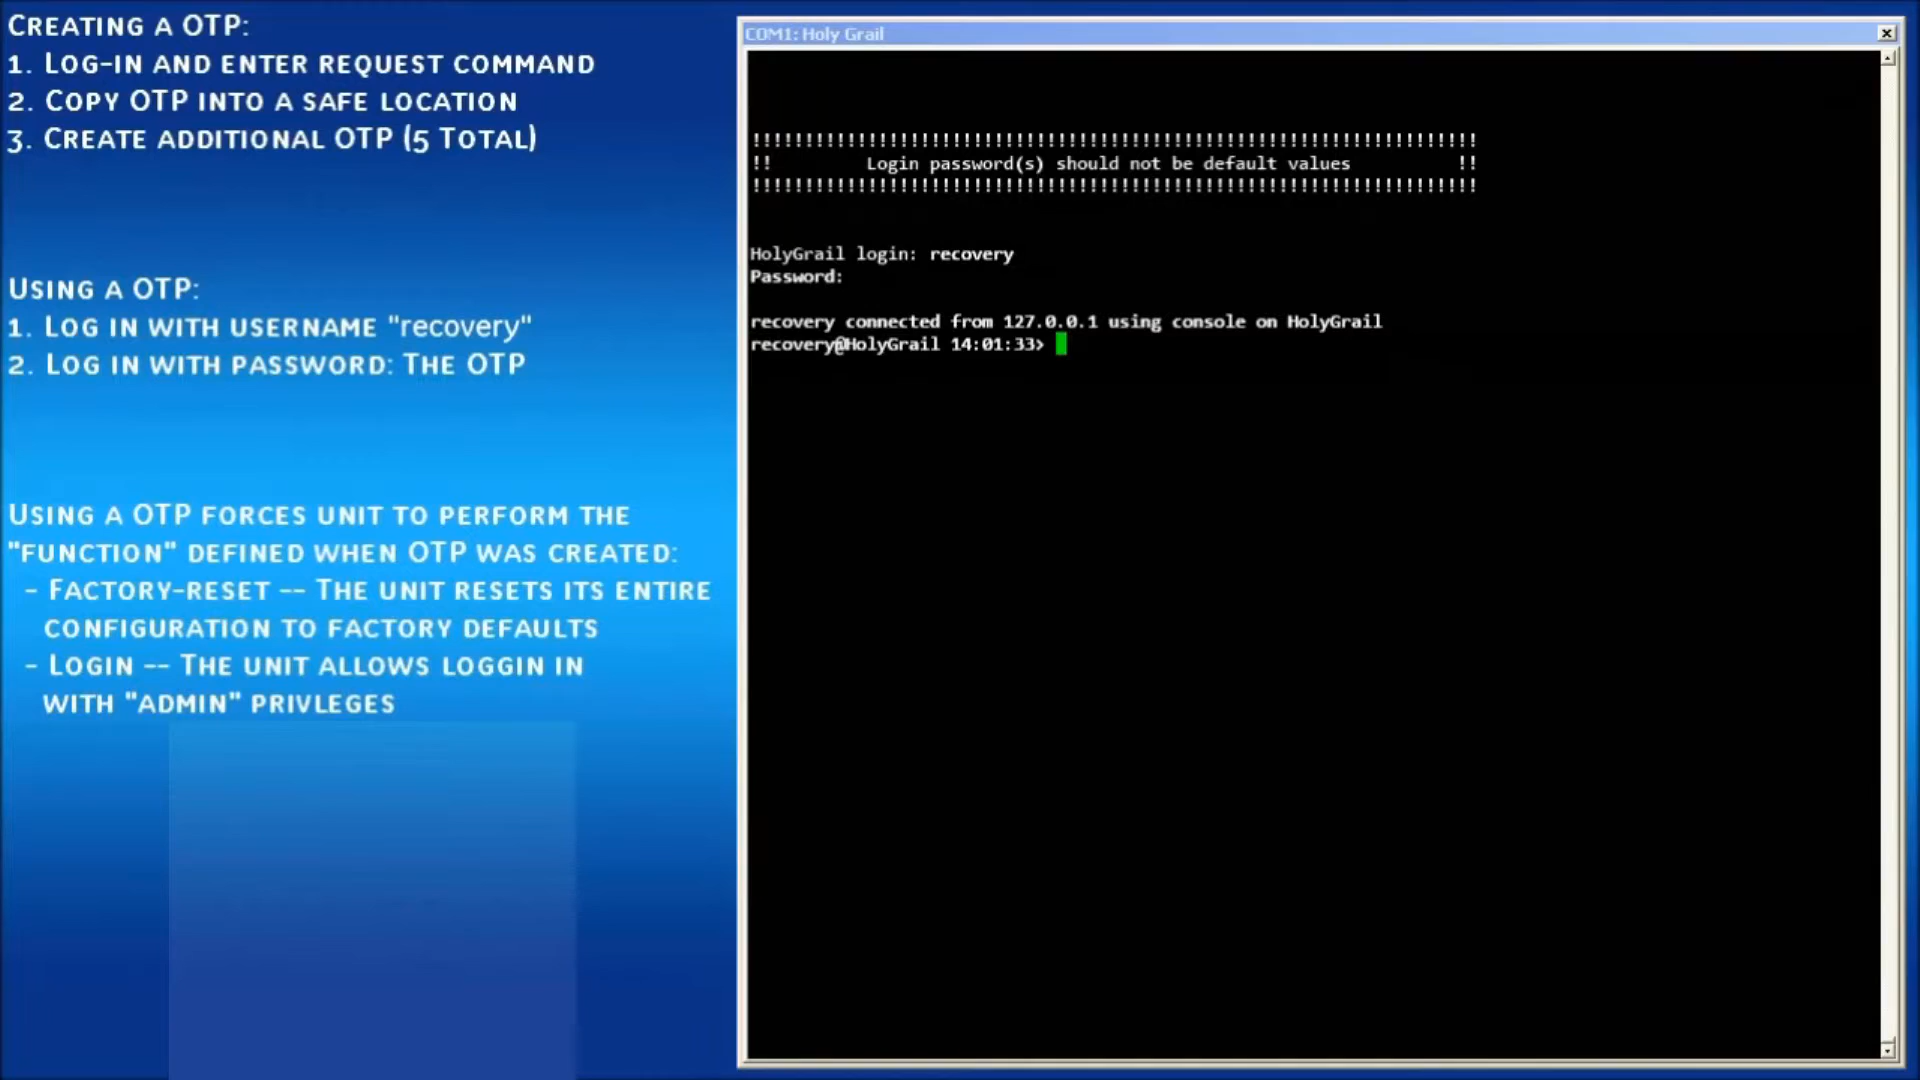 Creating a OTP:
1. Log-in and enter request command
2. Copy OTP into a safe location
3. Create additional OTP (5 Total)
Using a OTP:
1. Log in with username "recovery"
2. Log in with password: The OTP
Using a OTP forces unit to perform the
"function" defined when OTP was created:
- Factory-reset -- The unit resets its entire
configuration to factory defaults
- Login -- The unit allows loggin in
with "admin" privleges
COM1: Holy Grail
!!!!!!!!!!!!!!!!!!!!!!!!!!!!!!!!!!!!!!!!!!!!!!!!!!!!!!!!!!!!!!!!!!!!!
!! Login password(s) should not be default values !!
!!!!!!!!!!!!!!!!!!!!!!!!!!!!!!!!!!!!!!!!!!!!!!!!!!!!!!!!!!!!!!!!!!!!!
HolyGrail login: recovery
Password:
recovery connected from 127.0.0.1 using console on HolyGrail
recovery@HolyGrail 14:01:33>